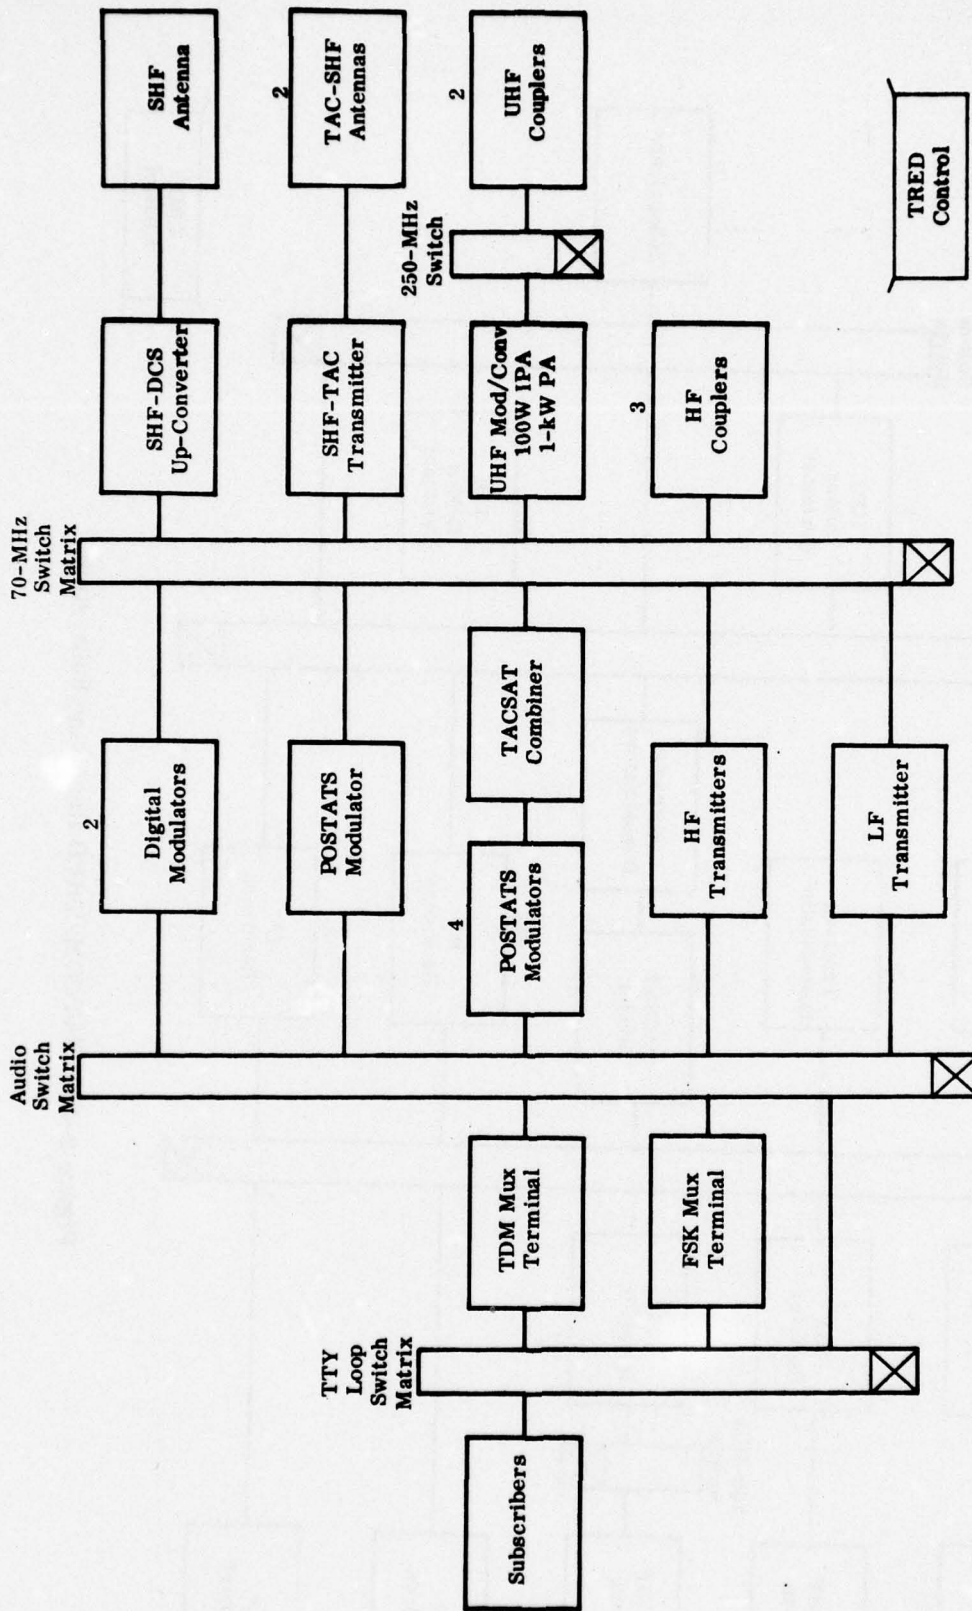 Subscribers
TTY
Loop
Switch
Matrix
TDM Mux
Terminal
FSK Mux
Terminal
Audio
Switch
Matrix
2
Digital
Modulators
POSTATS
Modulator
4
POSTATS
Modulators
TACSAT
Combiner
HF
Transmitters
LF
Transmitter
70-MHz
Switch
Matrix
SHF-DCS
Up-Converter
SHF-TAC
Transmitter
UHF Mod/Conv
100W IPA
1-kW PA
3
HF
Couplers
250-MHz
Switch
SHF
Antenna
2
TAC-SHF
Antennas
2
UHF
Couplers
TRED
Control